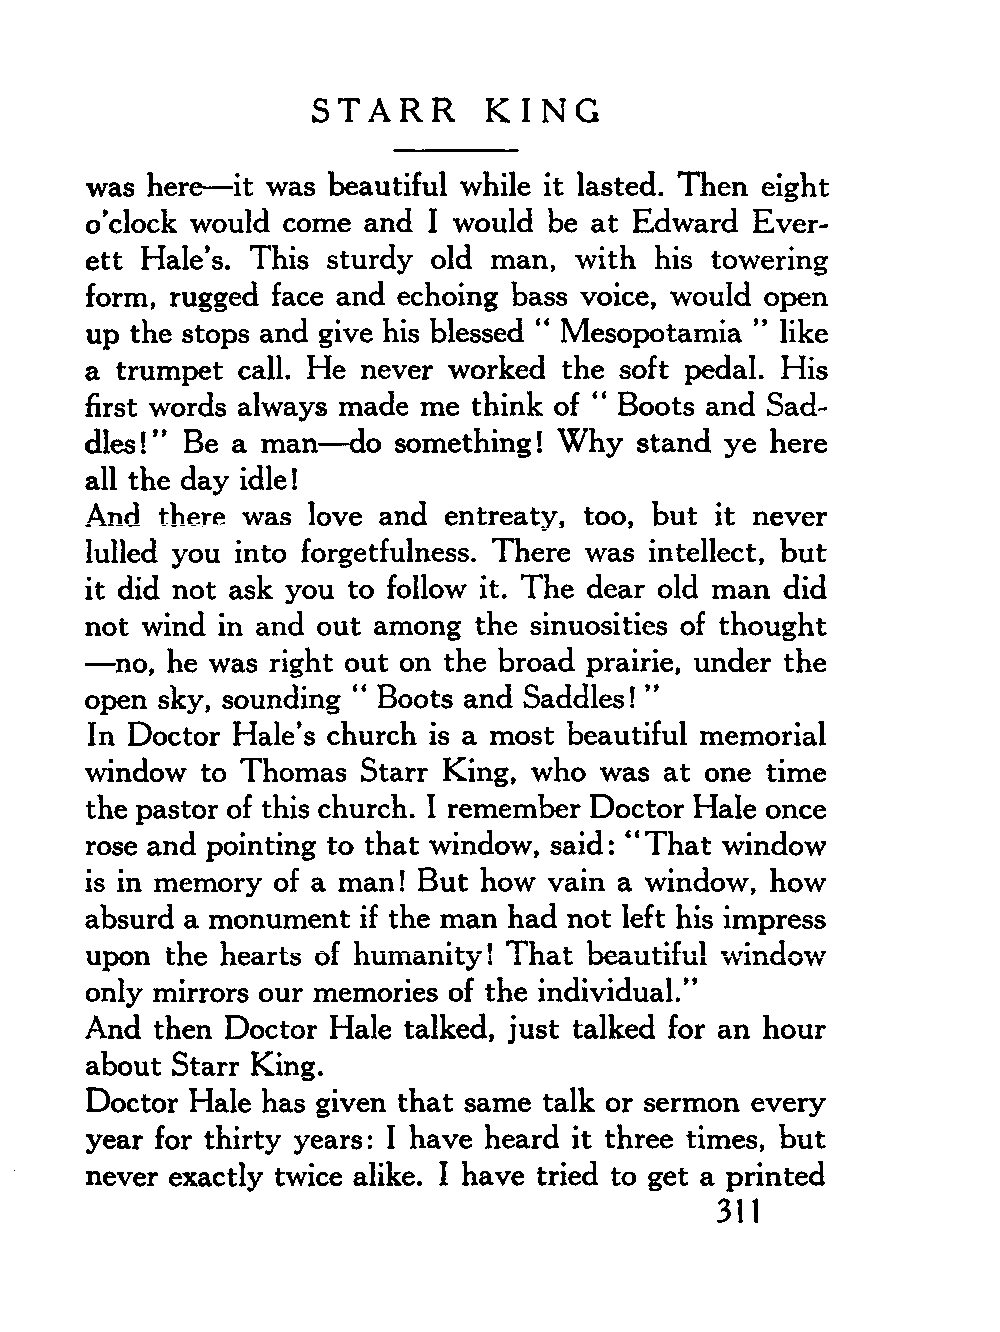 STARR KING
was here—it was beautiful while it lasted. Then eight
o'clock would come and I would be at Edward Ever-
ett Hale's. This sturdy old man, with his towering
form, rugged face and echoing bass voice, would open
up the stops and give his blessed " Mesopotamia " like
a trumpet call. He never worked the soft pedal. His
first words always made me think of " Boots and Sad-
dles!" Be a man—do something! Why stand ye here
all the day idle!
And there was love and entreaty, too, but it never
lulled you into forgetfulness. There was intellect, but
it did not ask you to follow it. The dear old man did
not wind in and out among the sinuosities of thought
—no, he was right out on the broad prairie, under the
open sky, sounding " Boots and Saddles! "
In Doctor Hale's church is a most beautiful memorial
window to Thomas Starr King, who was at one time
the pastor of this church. I remember Doctor Hale once
rose and pointing to that window, said: "That window
is in memory of a man! But how vain a window, how
absurd a monument if the man had not left his impress
upon the hearts of humanity! That beautiful window
only mirrors our memories of the individual."
And then Doctor Hale talked, just talked for an hour
about Starr King.
Doctor Hale has given that same talk or sermon every
year for thirty years: I have heard it three times, but
never exactly twice alike. I have tried to get a printed
311